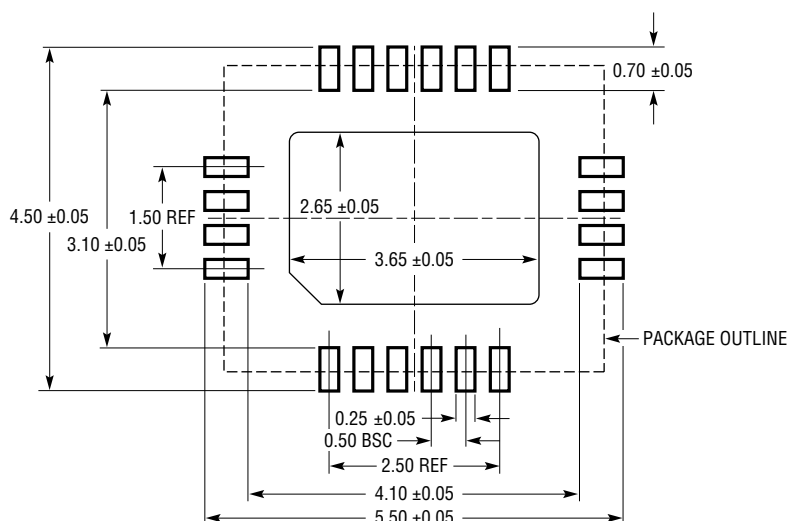 0.70 ±0.05
2.65 ±0.05
1.50 REF
4.50 ±0.05
3.10 ±0.05
3.65 ±0.05
PACKAGE OUTLINE
0.25 ±0.05
0.50 BSC
2.50 REF
4.10 ±0.05
5.50 ±0.05